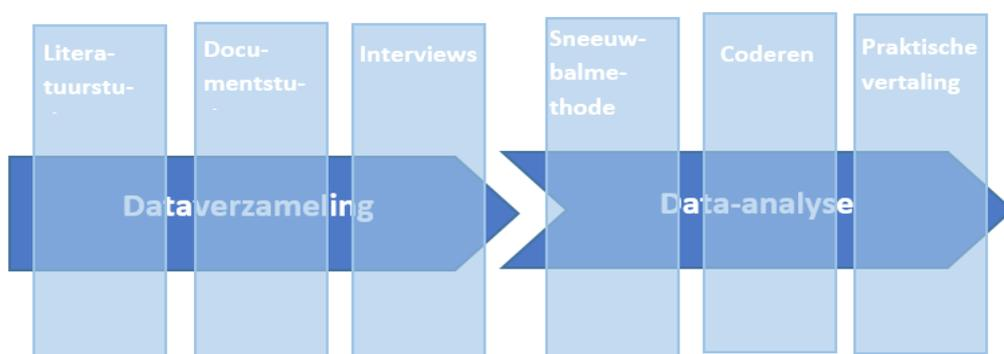 Litera-
tuurstu-
Docu-
mentstu-
Interviews
Sneeuw-
balme-
thode
Coderen
Praktische
vertaling
Dataverzameling
Data-analyse